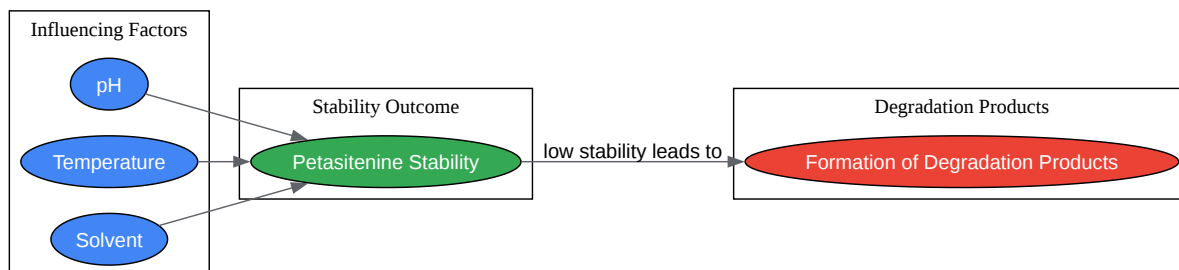 Influencing Factors
pH
Temperature
Solvent
Stability Outcome
Petasitenine Stability
low stability leads to
Degradation Products
Formation of Degradation Products